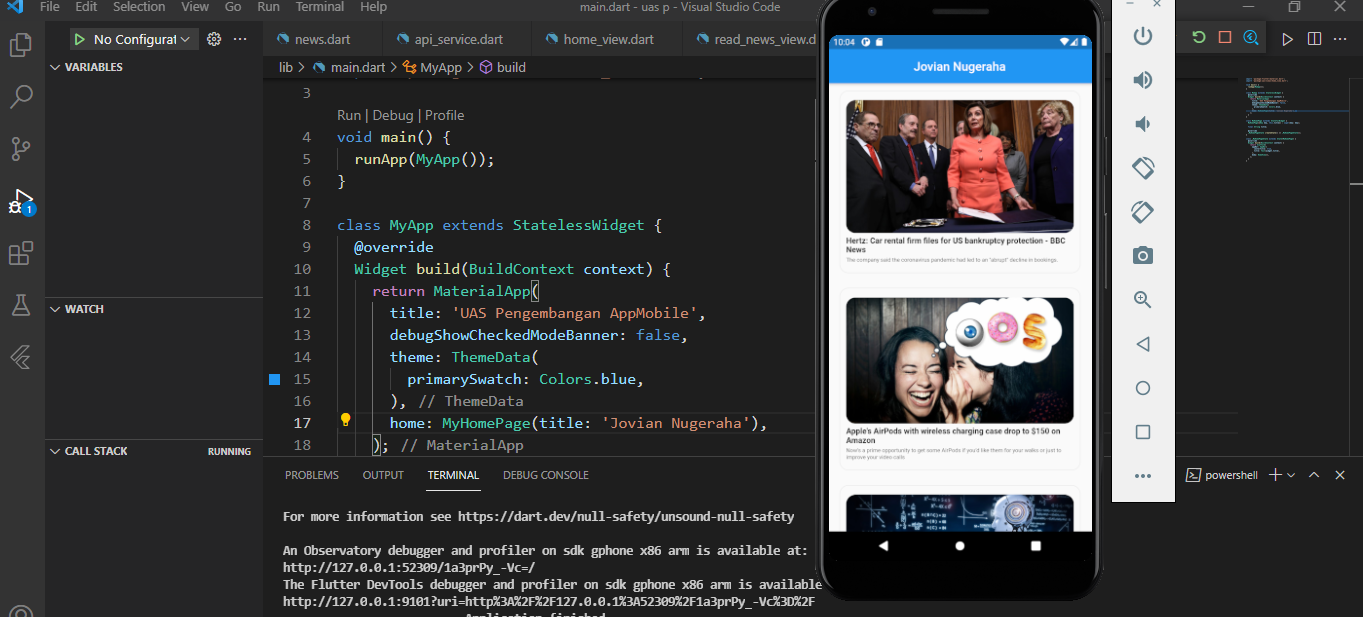 File Edit Selection View Go Run Terminal Help
main.dart - uas p - Visual Studio Code
No Configurat
news.dart
api_service.dart
home_view.dart
read_news_view.d
VARIABLES
lib > main.dart > MyApp > build
3
Run | Debug | Profile
4 void main() {
5 runApp(MyApp());
6 }
7
8 class MyApp extends StatelessWidget {
9 @override
10 Widget build(BuildContext context) {
11 return MaterialApp(
12 title: 'UAS Pengembangan AppMobile',
13 debugShowCheckedModeBanner: false,
14 theme: ThemeData(
15 primarySwatch: Colors.blue,
16 ), // ThemeData
17 home: MyHomePage(title: 'Jovian Nugeraha'),
18 ); // MaterialApp
1
WATCH
CALL STACK
RUNNING
PROBLEMS OUTPUT TERMINAL DEBUG CONSOLE
powershell
For more information see https://dart.dev/null-safety/unsound-null-safety
An Observatory debugger and profiler on sdk gphone x86 arm is available at:
http://127.0.0.1:52309/1a3prPy_-Vc=/
The Flutter DevTools debugger and profiler on sdk gphone x86 arm is available
http://127.0.0.1:9101?uri=http%3A%2F%2F127.0.0.1%3A52309%2F1a3prPy_-Vc%3D%2F
Application finished
10:04
Jovian Nugeraha
Hertz: Car rental firm files for US bankruptcy protection - BBC
News
The company said the coronavirus pandemic had led to an "abrupt" decline in bookings.
Apple's AirPods with wireless charging case drop to $150 on
Amazon
Now's a prime opportunity to get some AirPods if you'd like them for your walks or just to
improve your video calls.